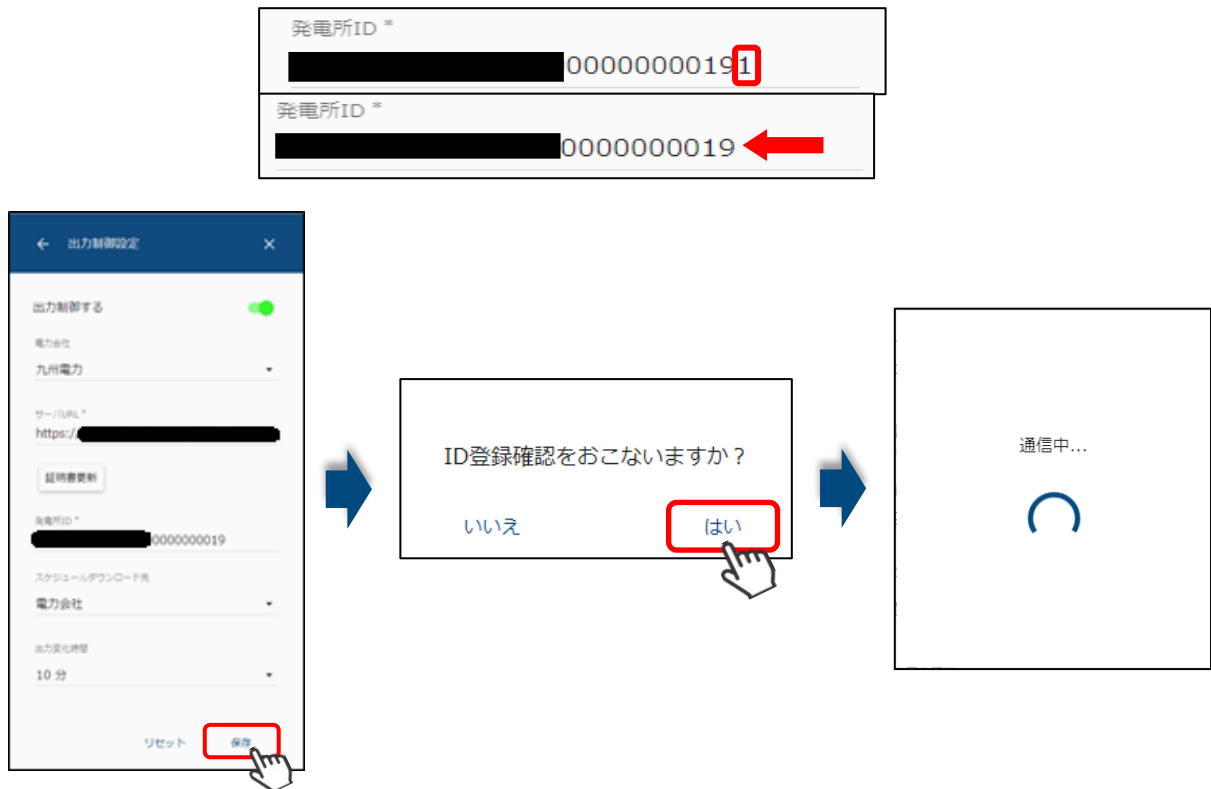 発電所ID *
00000000191
発電所ID *
0000000019
出力制御設定
出力制御する
電力会社
九州電力
サーバURL *
https:/
証明書更新
発電所ID *
0000000019
スケジュールダウンロード先
電力会社
出力変化時間
10 分
リセット 保存
ID登録確認をおこないますか？
いいえ はい
通信中...